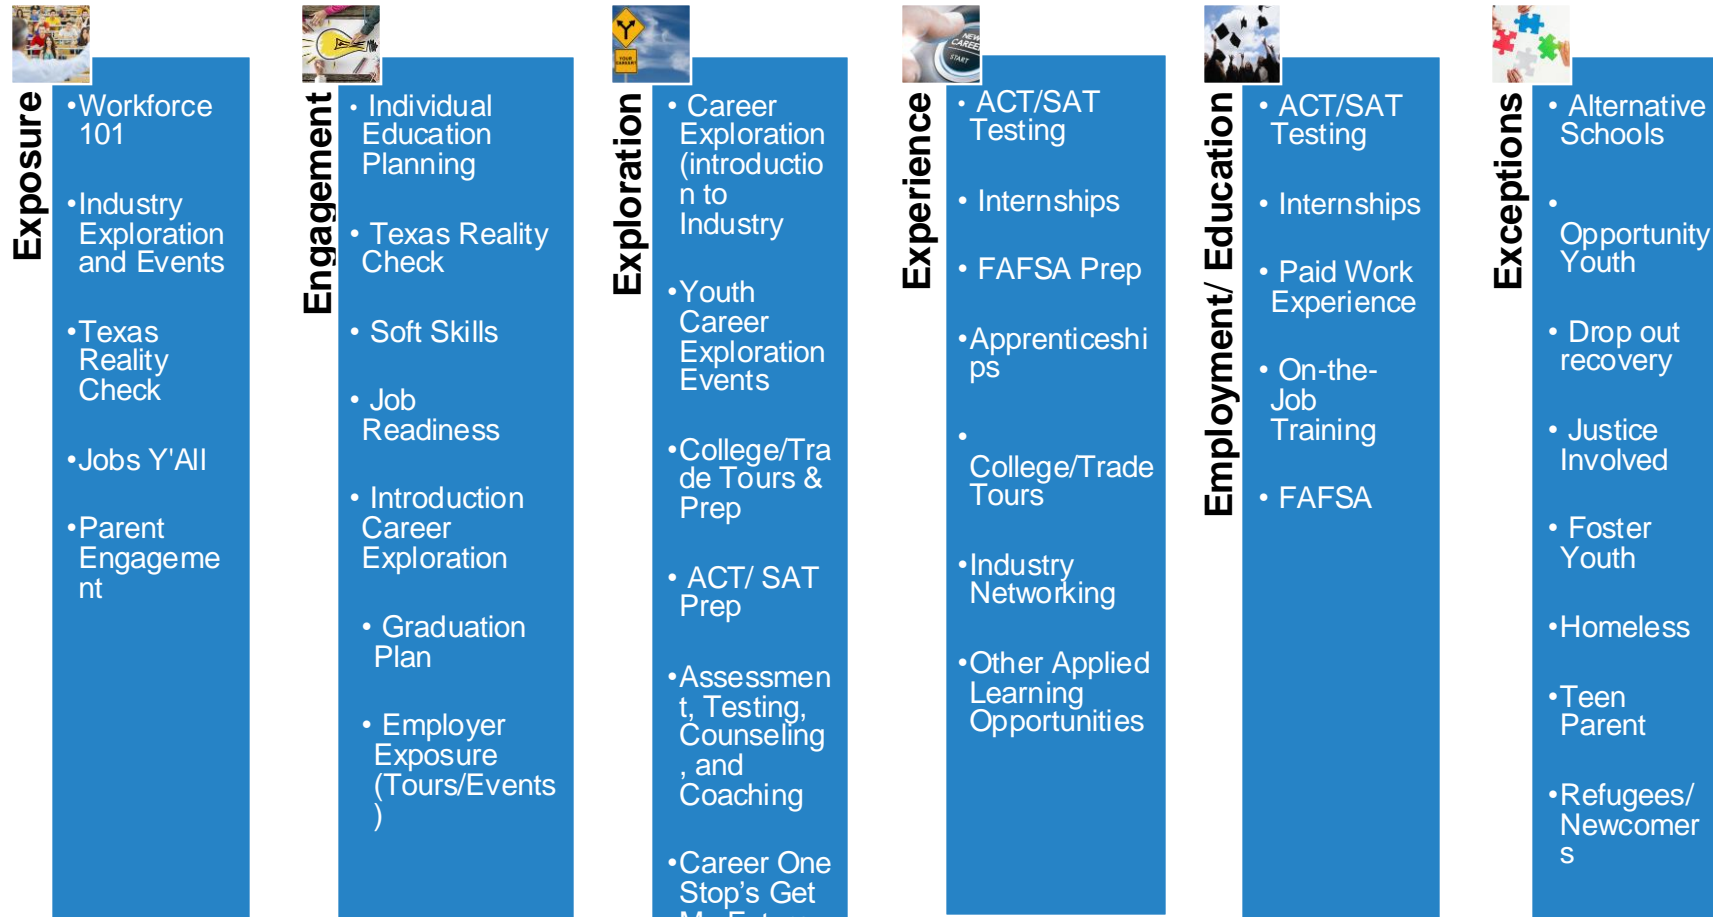 Exposure
•Workforce
101
•Industry
Exploration
and Events
•Texas
Reality
Check
•Jobs Y'All
•Parent
Engageme
nt
Engagement
• Individual
Education
Planning
• Texas Reality
Check
• Soft Skills
• Job
Readiness
• Introduction
Career
Exploration
• Graduation
Plan
• Employer
Exposure
(Tours/Events
)
YOUR
CAREER?
Exploration
• Career
Exploration
(introductio
n to
Industry
•Youth
Career
Exploration
Events
•College/Tra
de Tours &
Prep
• ACT/ SAT
Prep
•Assessmen
t, Testing,
Counseling
, and
Coaching
•Career One
Stop's Get
NEW
CAREER
START
Experience
• ACT/SAT
Testing
• Internships
• FAFSA Prep
•Apprenticeshi
ps
•
College/Trade
Tours
•Industry
Networking
•Other Applied
Learning
Opportunities
Employment/ Education
• ACT/SAT
Testing
• Internships
• Paid Work
Experience
• On-the-
Job
Training
• FAFSA
Exceptions
• Alternative
Schools
•
Opportunity
Youth
• Drop out
recovery
• Justice
Involved
• Foster
Youth
•Homeless
•Teen
Parent
•Refugees/
Newcomer
s